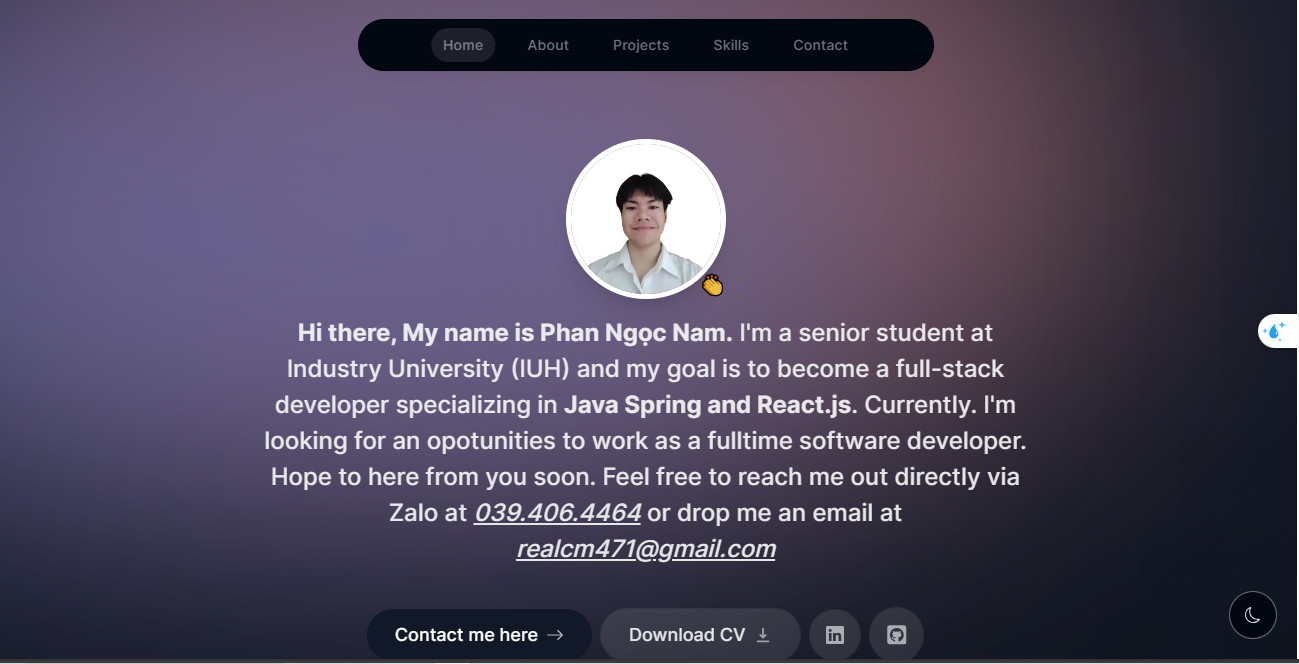 Home
About
Projects
Skills
Contact
Hi there, My name is Phan Ngọc Nam. I'm a senior student at
Industry University (IUH) and my goal is to become a full-stack
developer specializing in Java Spring and React.js. Currently. I'm
looking for an opotunities to work as a fulltime software developer.
Hope to here from you soon. Feel free to reach me out directly via
Zalo at 039.406.4464 or drop me an email at
realcm471@gmail.com
Contact me here →
Download CV
in